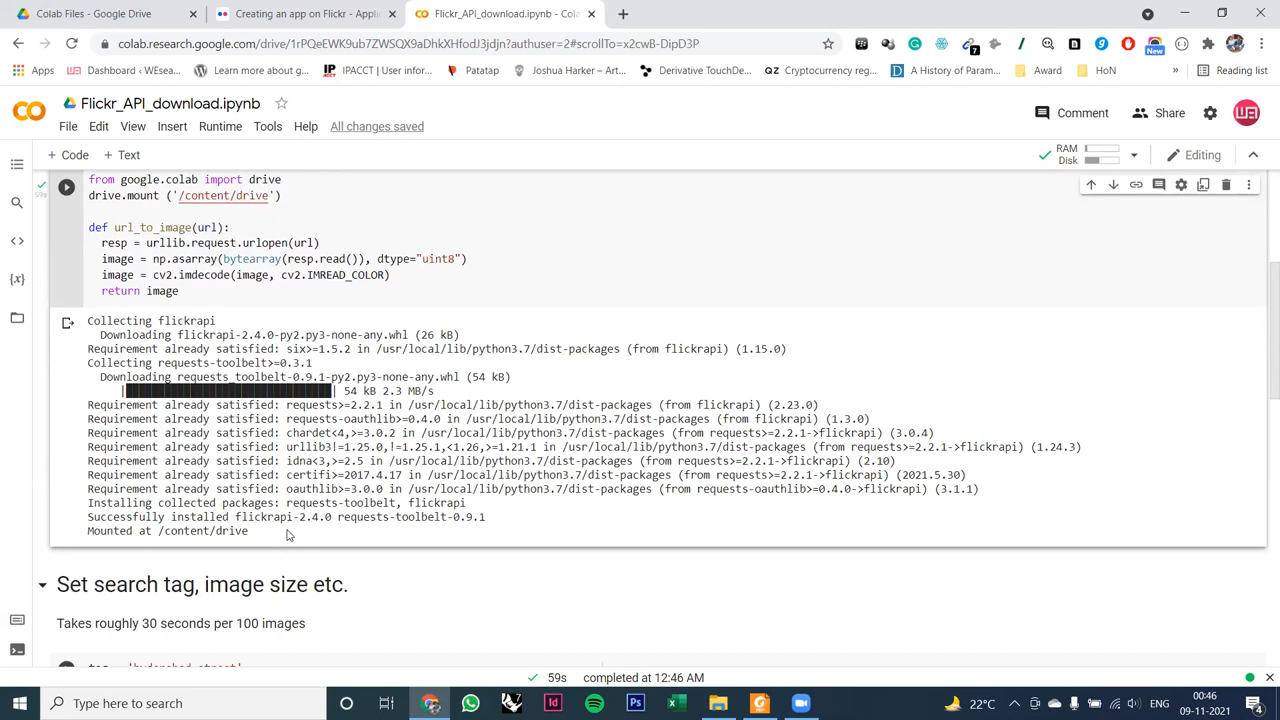 Colab Files - Google Drive
Creating an app on Flickr - Applic
Flickr_API_download.ipynb - Cola
colab.research.google.com/drive/1rPQeEWK9ub7ZWSQX9aOhkXlFfodJ3jdjn?authuser=2#scrollTo=x2cwB-DipD3P
Apps
Dashboard ‹ WEsea...
Learn more about g...
IPACCT | User infor...
Patatap
Joshua Harker – Art...
Derivative TouchDe...
Cryptocurrency reg...
A History of Param...
Award
HoN
»
Reading list
Flickr_API_download.ipynb
Comment
Share
File Edit View Insert Runtime Tools Help All changes saved
+ Code + Text
RAM
Disk
Editing
59s
from google.colab import drive
drive.mount ('/content/drive')
def url_to_image(url):
resp = urllib.request.urlopen(url)
image = np.asarray(bytearray(resp.read()), dtype="uint8")
image = cv2.imdecode(image, cv2.IMREAD_COLOR)
return image
Collecting flickrapi
Downloading flickrapi-2.4.0-py2.py3-none-any.whl (26 kB)
Requirement already satisfied: six>=1.5.2 in /usr/local/lib/python3.7/dist-packages (from flickrapi) (1.15.0)
Collecting requests-toolbelt>=0.3.1
Downloading requests_toolbelt-0.9.1-py2.py3-none-any.whl (54 kB)
54 kB 2.3 MB/s
Requirement already satisfied: requests>=2.2.1 in /usr/local/lib/python3.7/dist-packages (from flickrapi) (2.23.0)
Requirement already satisfied: requests-oauthlib>=0.4.0 in /usr/local/lib/python3.7/dist-packages (from flickrapi) (1.3.0)
Requirement already satisfied: chardet<4,>=3.0.2 in /usr/local/lib/python3.7/dist-packages (from requests>=2.2.1->flickrapi) (3.0.4)
Requirement already satisfied: urllib3!=1.25.0,!=1.25.1,<1.26,>=1.21.1 in /usr/local/lib/python3.7/dist-packages (from requests>=2.2.1->flickrapi) (1.24.3)
Requirement already satisfied: idna<3,>=2.5 in /usr/local/lib/python3.7/dist-packages (from requests>=2.2.1->flickrapi) (2.10)
Requirement already satisfied: certifi>=2017.4.17 in /usr/local/lib/python3.7/dist-packages (from requests>=2.2.1->flickrapi) (2021.5.30)
Requirement already satisfied: oauthlib>=3.0.0 in /usr/local/lib/python3.7/dist-packages (from requests-oauthlib>=0.4.0->flickrapi) (3.1.1)
Installing collected packages: requests-toolbelt, flickrapi
Successfully installed flickrapi-2.4.0 requests-toolbelt-0.9.1
Mounted at /content/drive
Set search tag, image size etc.
Takes roughly 30 seconds per 100 images
59s completed at 12:46 AM
Type here to search
22°C
ENG
00:46
09-11-2021